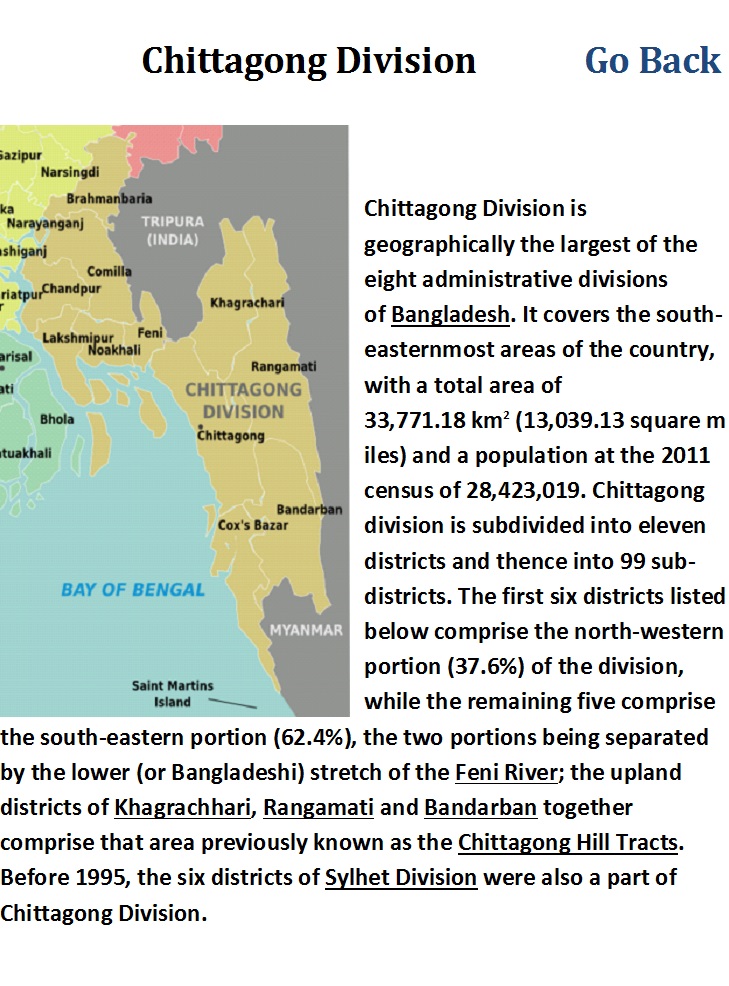 Chittagong Division Go Back
Gazipur
Narsingdi
Brahmanbaria
ka
Narayanganj
TRIPURA
(INDIA)
shiganj
Comilla
riatpur
Chandpur
r
Khagrachari
Feni
Lakshmipur
Noakhali
arisal
Rangamati
ati
CHITTAGONG
DIVISION
Bhola
Chittagong
tuakhali
Bandarban
Cox's Bazar
BAY OF BENGAL
MYANMAR
Saint Martins
Island
Chittagong Division is
geographically the largest of the
eight administrative divisions
of Bangladesh. It covers the south-
easternmost areas of the country,
with a total area of
33,771.18 km² (13,039.13 square m
iles) and a population at the 2011
census of 28,423,019. Chittagong
division is subdivided into eleven
districts and thence into 99 sub-
districts. The first six districts listed
below comprise the north-western
portion (37.6%) of the division,
while the remaining five comprise
the south-eastern portion (62.4%), the two portions being separated
by the lower (or Bangladeshi) stretch of the Feni River; the upland
districts of Khagrachhari, Rangamati and Bandarban together
comprise that area previously known as the Chittagong Hill Tracts.
Before 1995, the six districts of Sylhet Division were also a part of
Chittagong Division.